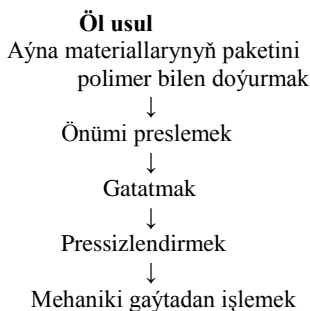 Öl usul
Aýna materiallarynyň paketini
polimer bilen doýurmak
↓
Önümi preslemek
↓
Gatatmak
↓
Pressizlendirmek
↓
Mehaniki gaýtadan işlemek